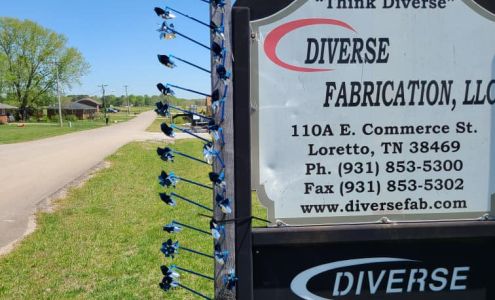 "Think Diverse"
DIVERSE
FABRICATION, LLC
110A E. Commerce St.
Loretto, TN 38469
Ph. (931) 853-5300
Fax (931) 853-5302
www.diversefab.com
DIVERSE